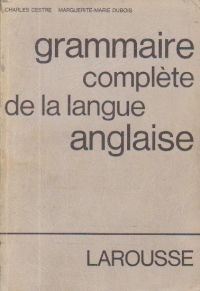 CHARLES CESTRE MARGUERITE-MARIE DUBOIS
grammaire
complète
de la langue
anglaise
LAROUSSE